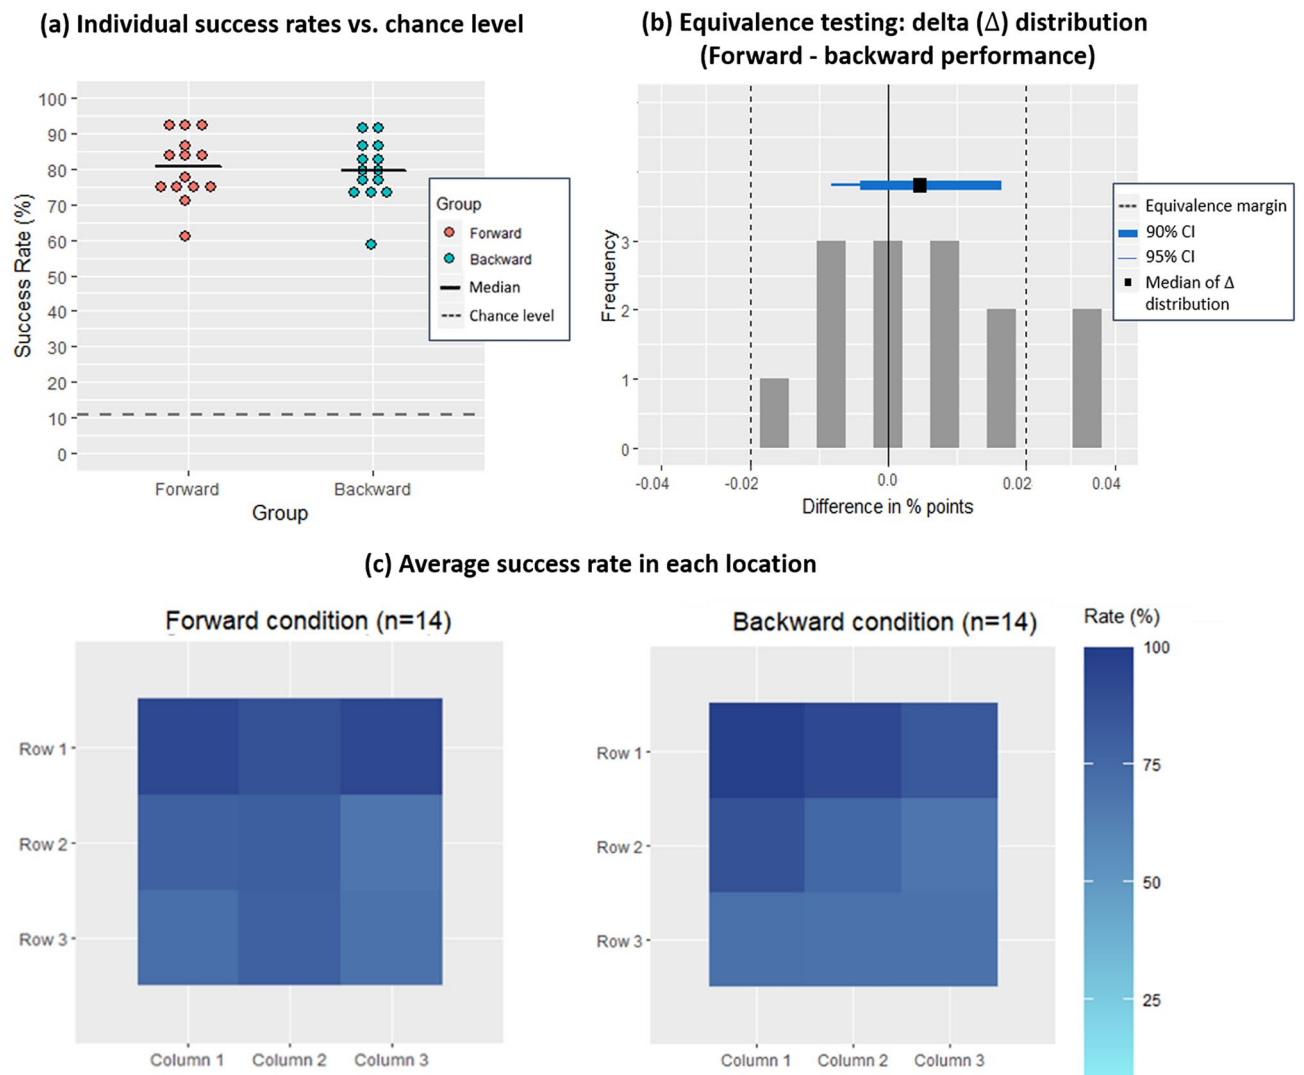 (a) Individual success rates vs. chance level
100
90
80
70
60
50
40
30
20
10
0
Success Rate (%)
Forward
Backward
Group
Group
Forward
Backward
Median
Chance level
(b) Equivalence testing: delta (Δ) distribution
(Forward - backward performance)
3
2
1
0
Frequency
-0.04
-0.02
0.0
0.02
0.04
Difference in % points
Equivalence margin
90% CI
95% CI
Median of Δ
distribution
(c) Average success rate in each location
Forward condition (n=14)
Row 1
Row 2
Row 3
Column 1
Column 2
Column 3
Backward condition (n=14)
Row 1
Row 2
Row 3
Column 1
Column 2
Column 3
Rate (%)
100
75
50
25